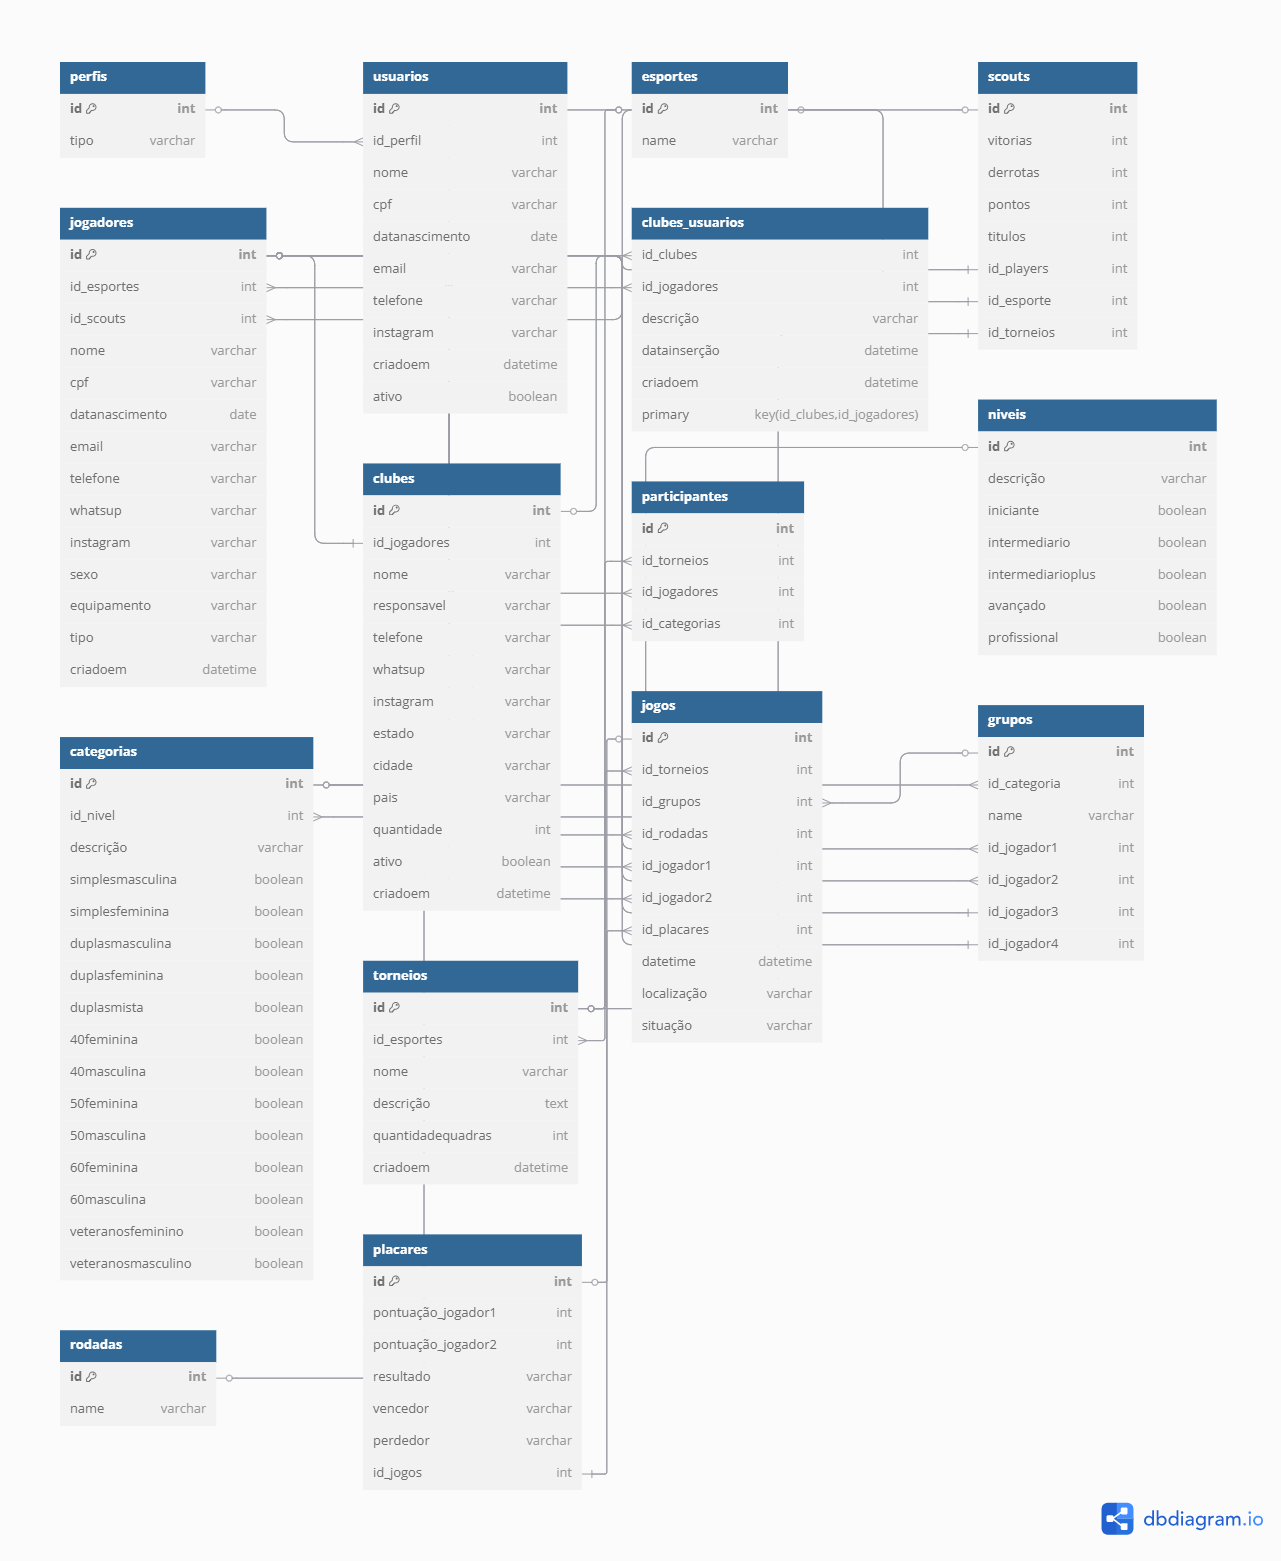 perfis
id int
tipo varchar
usuarios
id int
id_perfil int
nome varchar
cpf varchar
datanascimento date
email varchar
telefone varchar
instagram varchar
criadoem datetime
ativo boolean
esportes
id int
name varchar
scouts
id int
vitorias int
derrotas int
pontos int
titulos int
id_players int
id_esporte int
id_torneios int
jogadores
id int
id_esportes int
id_scouts int
nome varchar
cpf varchar
datanascimento date
email varchar
telefone varchar
whatsup varchar
instagram varchar
sexo varchar
equipamento varchar
tipo varchar
criadoem datetime
clubes_usuarios
id_clubes int
id_jogadores int
descrição varchar
datainserção datetime
criadoem datetime
primary key(id_clubes,id_jogadores)
niveis
id int
descrição varchar
iniciante boolean
intermediario boolean
intermediarioplus boolean
avançado boolean
profissional boolean
clubes
id int
id_jogadores int
nome varchar
responsavel varchar
telefone varchar
whatsup varchar
instagram varchar
estado varchar
cidade varchar
pais varchar
quantidade int
ativo boolean
criadoem datetime
participantes
id int
id_torneios int
id_jogadores int
id_categorias int
jogos
id int
id_torneios int
id_grupos int
id_rodadas int
id_jogador1 int
id_jogador2 int
id_placares int
datetime datetime
localização varchar
situação varchar
grupos
id int
id_categoria int
name varchar
id_jogador1 int
id_jogador2 int
id_jogador3 int
id_jogador4 int
categorias
id int
id_nivel int
descrição varchar
simplesmasculina boolean
simplesfeminina boolean
duplasmasculina boolean
duplasfeminina boolean
duplasmista boolean
40feminina boolean
40masculina boolean
50feminina boolean
50masculina boolean
60feminina boolean
60masculina boolean
veteranosfeminino boolean
veteranosmasculino boolean
torneios
id int
id_esportes int
nome varchar
descrição text
quantidadequadras int
criadoem datetime
placares
id int
pontuação_jogador1 int
pontuação_jogador2 int
resultado varchar
vencedor varchar
perdedor varchar
id_jogos int
rodadas
id int
name varchar
dbdiagram.io